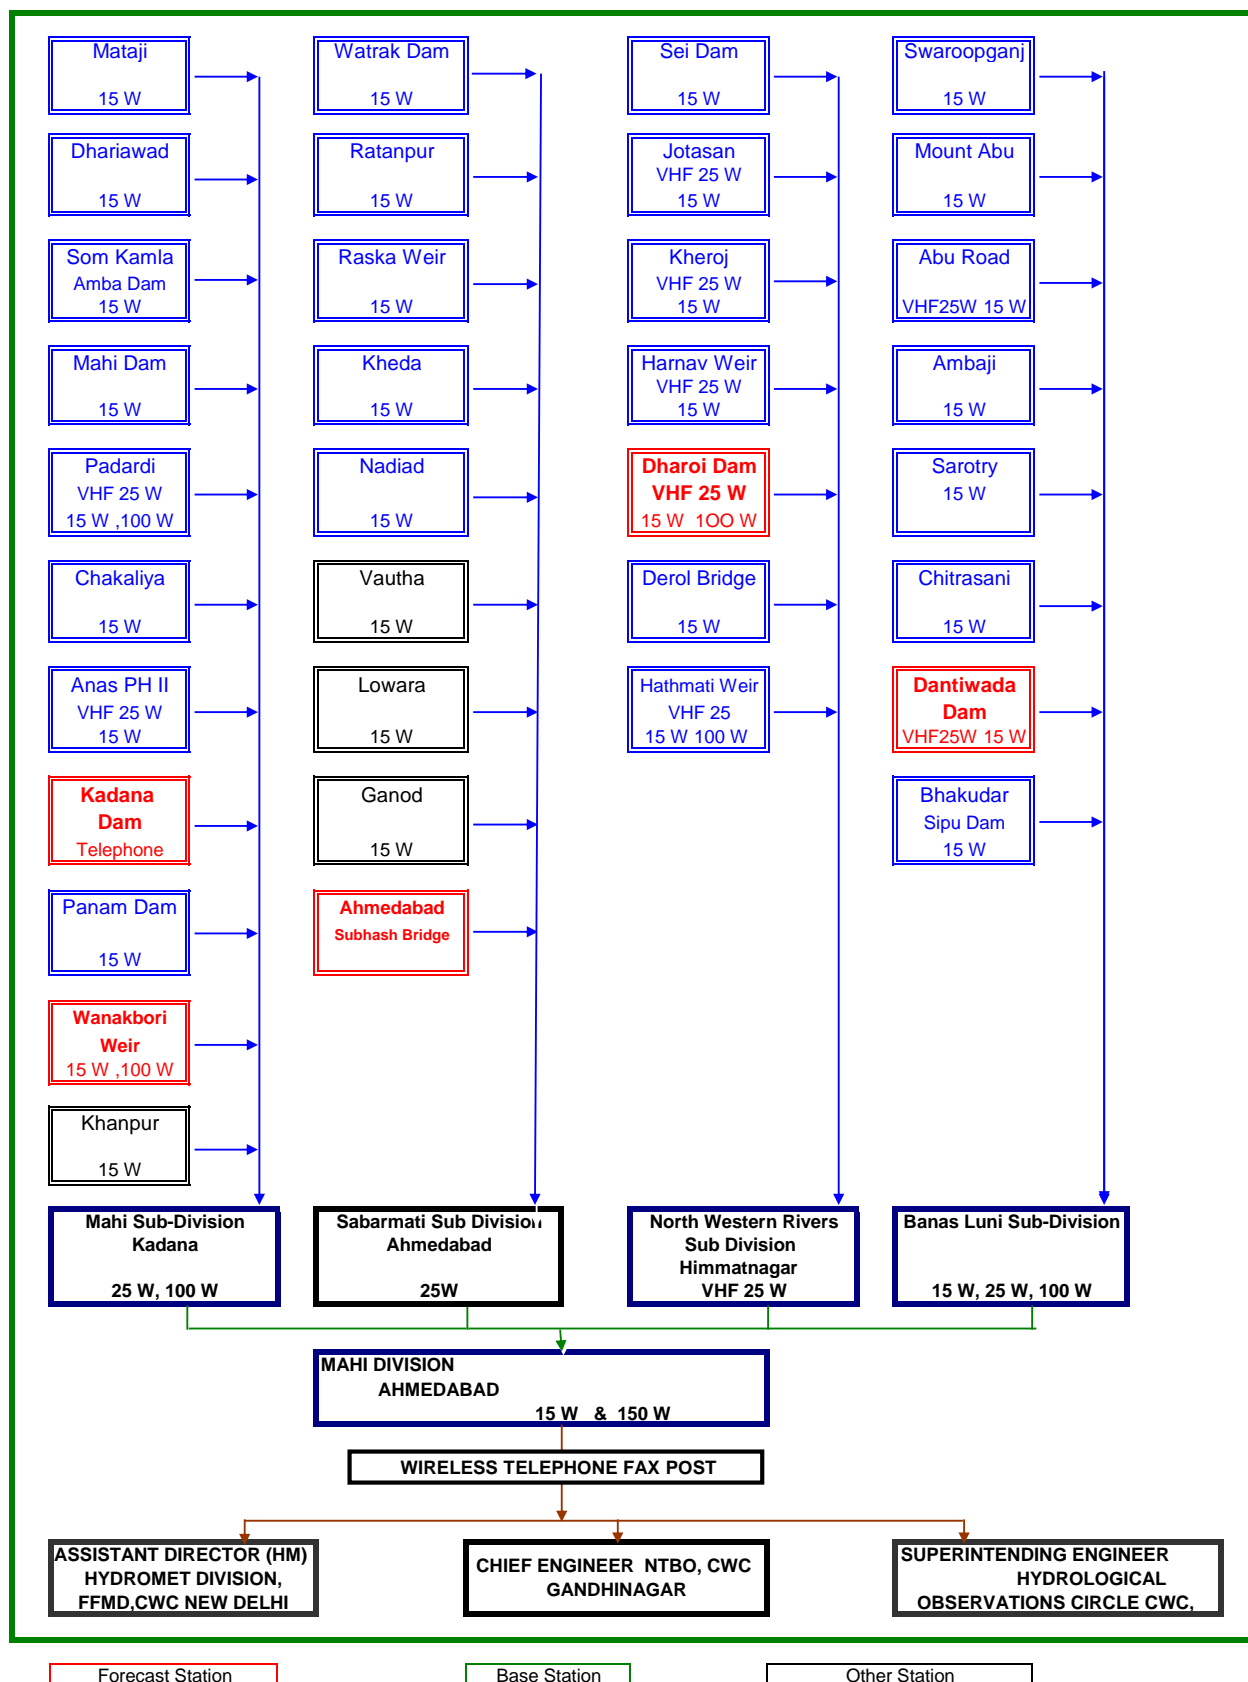 Mataji
15 W
Dhariawad
15 W
Som Kamla
Amba Dam
15 W
Mahi Dam
15 W
Padardi
VHF 25 W
15 W ,100 W
Chakaliya
15 W
Anas PH II
VHF 25 W
15 W
Kadana
Dam
Telephone
Panam Dam
15 W
Wanakbori
Weir
15 W ,100 W
Khanpur
15 W
Mahi Sub-Division
Kadana
25 W, 100 W
Watrak Dam
15 W
Ratanpur
15 W
Raska Weir
15 W
Kheda
15 W
Nadiad
15 W
Vautha
15 W
Lowara
15 W
Ganod
15 W
Ahmedabad
Subhash Bridge
Sabarmati Sub Division
Ahmedabad
25W
Sei Dam
15 W
Jotasan
VHF 25 W
15 W
Kheroj
VHF 25 W
15 W
Harnav Weir
VHF 25 W
15 W
Dharoi Dam
VHF 25 W
15 W 1OO W
Derol Bridge
15 W
Hathmati Weir
VHF 25
15 W 100 W
North Western Rivers
Sub Division
Himmatnagar
VHF 25 W
Swaroopganj
15 W
Mount Abu
15 W
Abu Road
VHF25W 15 W
Ambaji
15 W
Sarotry
15 W
Chitrasani
15 W
Dantiwada
Dam
VHF25W 15 W
Bhakudar
Sipu Dam
15 W
Banas Luni Sub-Division
15 W, 25 W, 100 W
MAHI DIVISION
AHMEDABAD
15 W & 150 W
WIRELESS TELEPHONE FAX POST
ASSISTANT DIRECTOR (HM)
HYDROMET DIVISION,
FFMD,CWC NEW DELHI
CHIEF ENGINEER NTBO, CWC
GANDHINAGAR
SUPERINTENDING ENGINEER
HYDROLOGICAL
OBSERVATIONS CIRCLE CWC,
Forecast Station
Base Station
Other Station